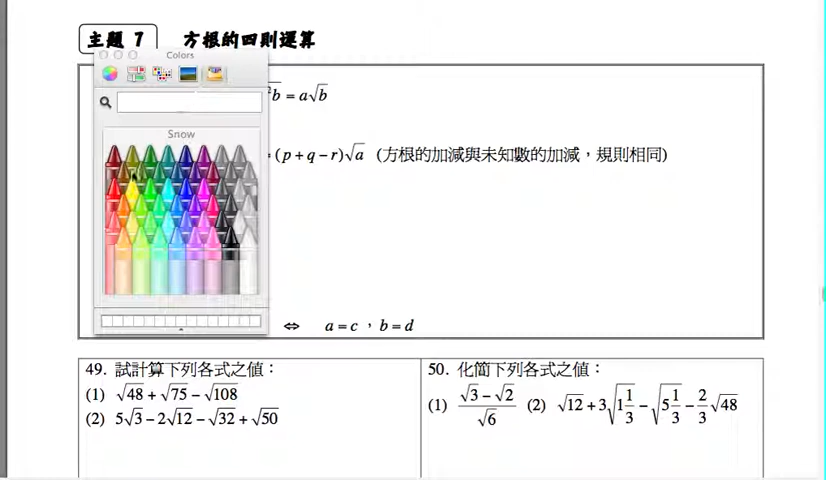 主題 7 方根的四則運算
Colors
²b = a√b
Snow
= (p + q − r)√a (方根的加減與未知數的加減，規則相同)
⇔ a = c ，b = d
49. 試計算下列各式之值：
(1) √48 + √75 − √108
(2) 5√3 − 2√12 − √32 + √50
50. 化簡下列各式之值：
(1) (√3 − √2)/√6 (2) √12 + 3√(1 1/3) − √(5 1/3) − 2/3 √48